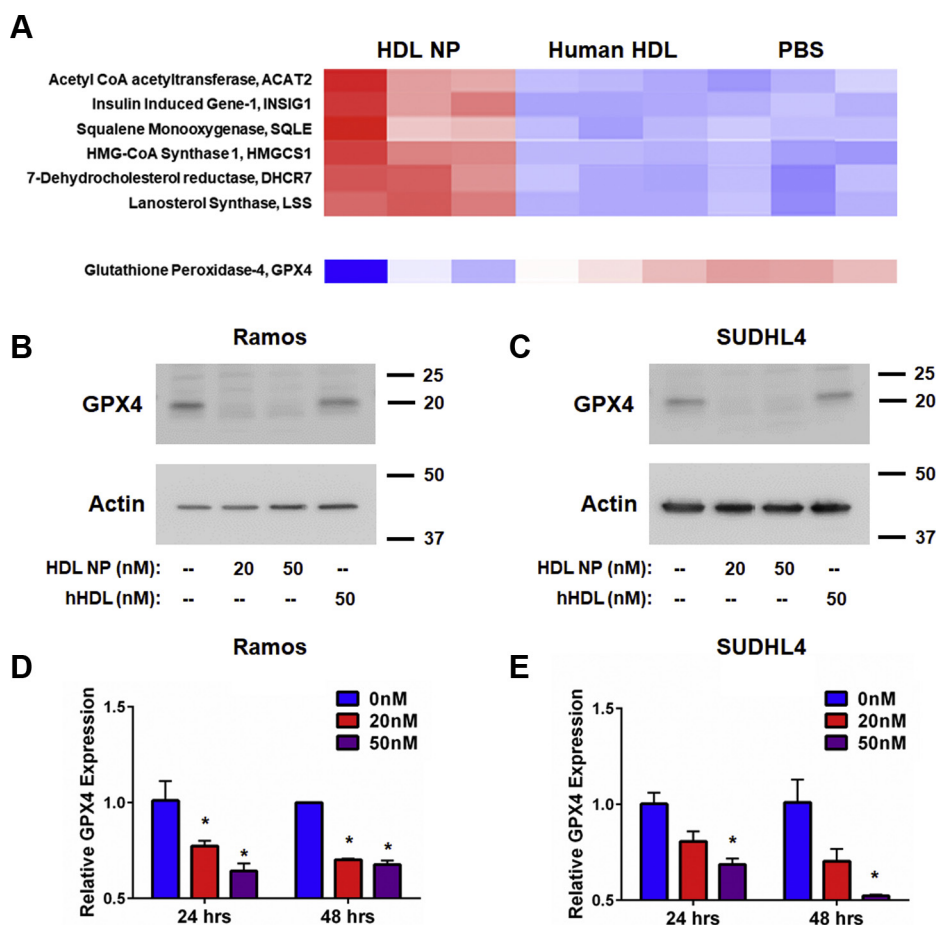 A
HDL NP Human HDL PBS
Acetyl CoA acetyltransferase, ACAT2
Insulin Induced Gene-1, INSIG1
Squalene Monooxygenase, SQLE
HMG-CoA Synthase 1, HMGCS1
7-Dehydrocholesterol reductase, DHCR7
Lanosterol Synthase, LSS
Glutathione Peroxidase-4, GPX4
B
Ramos
GPX4
25
20
Actin
50
37
HDL NP (nM): -- 20 50 --
hHDL (nM): -- -- -- 50
C
SUDHL4
GPX4
25
20
Actin
50
37
HDL NP (nM): -- 20 50 --
hHDL (nM): -- -- -- 50
D
Ramos
Relative GPX4 Expression
1.5
1.0
0.5
0nM
20nM
50nM
* * * *
24 hrs 48 hrs
E
SUDHL4
Relative GPX4 Expression
1.5
1.0
0.5
0nM
20nM
50nM
* *
24 hrs 48 hrs